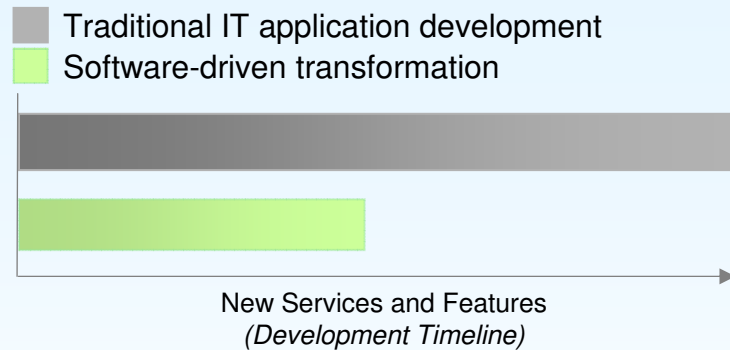 Traditional IT application development
Software-driven transformation
New Services and Features
(Development Timeline)